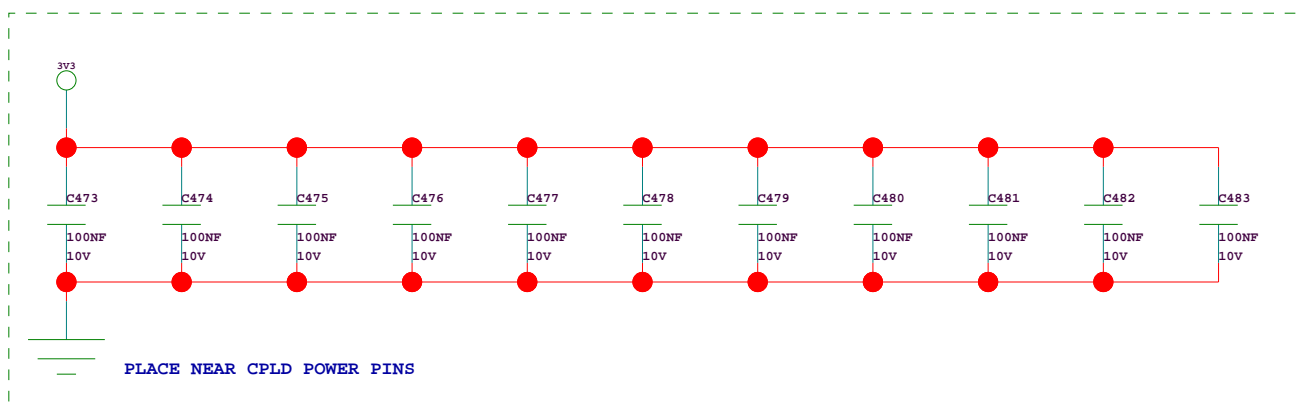 3V3
C473 C474 C475 C476 C477 C478 C479 C480 C481 C482 C483
100NF 100NF 100NF 100NF 100NF 100NF 100NF 100NF 100NF 100NF 100NF
10V 10V 10V 10V 10V 10V 10V 10V 10V 10V 10V
PLACE NEAR CPLD POWER PINS